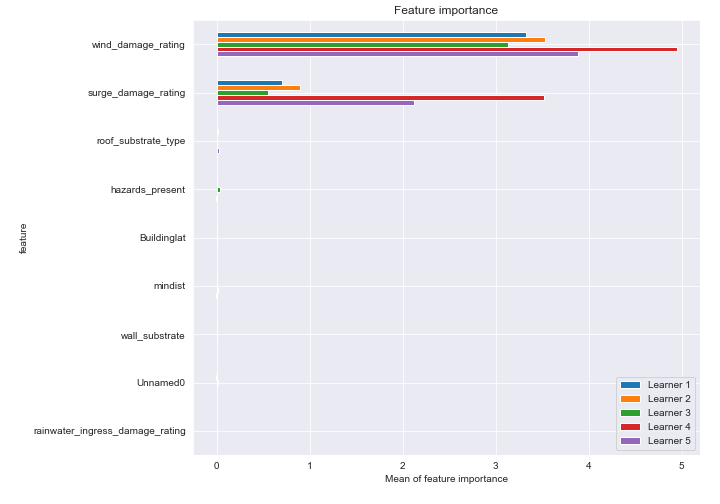 Feature importance
wind_damage_rating
surge_damage_rating
roof_substrate_type
hazards_present
Buildinglat
mindist
wall_substrate
Unnamed0
rainwater_ingress_damage_rating
feature
0 1 2 3 4 5
Mean of feature importance
Learner 1
Learner 2
Learner 3
Learner 4
Learner 5